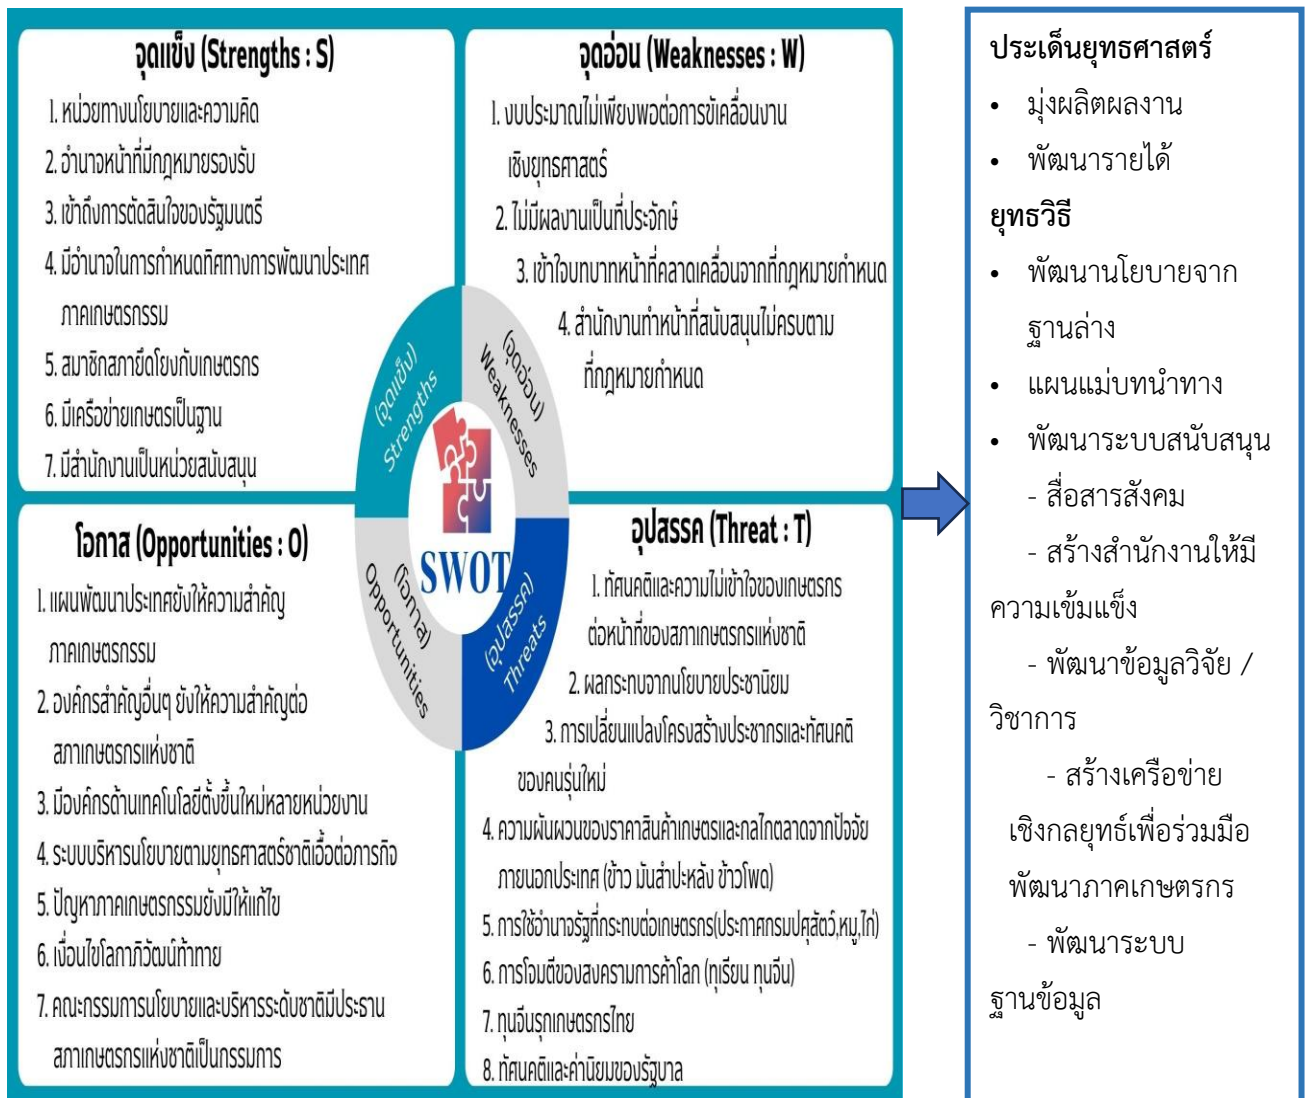 จุดแข็ง (Strengths : S)
1. หน่วยทางนโยบายและความคิด
2. อำนาจหน้าที่มีกฎหมายรองรับ
3. เข้าถึงการตัดสินใจของรัฐมนตรี
4. มีอำนาจในการกำหนดทิศทางการพัฒนาประเทศ
ภาคเกษตรกรรม
5. สมาชิกสภายึดโยงกับเกษตรกร
6. มีเครือข่ายเกษตรเป็นฐาน
7. มีสำนักงานเป็นหน่วยสนับสนุน
จุดอ่อน (Weaknesses : W)
1. งบประมาณไม่เพียงพอต่อการขัเคลื่อนงาน
เชิงยุทธศาสตร์
2. ไม่มีผลงานเป็นที่ประจักษ์
3. เข้าใจบทบาทหน้าที่คลาดเคลื่อนจากที่กฎหมายกำหนด
4. สำนักงานทำหน้าที่สนับสนุนไม่ครบตาม
ที่กฎหมายกำหนด
(จุดแข็ง)
Strengths
(จุดอ่อน)
Weaknesses
SWOT
(โอกาส)
Opportunities
(อุปสรรค)
Threats
โอกาส (Opportunities : O)
1. แผนพัฒนาประเทศยังให้ความสำคัญ
ภาคเกษตรกรรม
2. องค์กรสำคัญอื่นๆ ยังให้ความสำคัญต่อ
สภาเกษตรกรแห่งชาติ
3. มีองค์กรด้านเทคโนโลยีตั้งขึ้นใหม่หลายหน่วยงาน
4. ระบบบริหารนโยบายตามยุทธศาสตร์ชาติเอื้อต่อภารกิจ
5. ปัญหาภาคเกษตรกรรมยังมีให้แก้ไข
6. เงื่อนไขโลกาภิวัฒน์ท้าทาย
7. คณะกรรมการนโยบายและบริหารระดับชาติมีประธาน
สภาเกษตรกรแห่งชาติเป็นกรรมการ
อุปสรรค (Threat : T)
1. ทัศนคติและความไม่เข้าใจของเกษตรกร
ต่อหน้าที่ของสภาเกษตรกรแห่งชาติ
2. ผลกระทบจากนโยบายประชานิยม
3. การเปลี่ยนแปลงโครงสร้างประชากรและทัศนคติ
ของคนรุ่นใหม่
4. ความผันผวนของราคาสินค้าเกษตรและกลไกตลาดจากปัจจัย
ภายนอกประเทศ (ข้าว มันสำปะหลัง ข้าวโพด)
5. การใช้อำนาจรัฐที่กระทบต่อเกษตรกร(ประกาศกรมปศุสัตว์,หมู,ไก่)
6. การโจมตีของสงครามการค้าโลก (ทุเรียน ทุนจีน)
7. ทุนจีนรุกเกษตรกรไทย
8. ทัศนคติและค่านิยมของรัฐบาล
ประเด็นยุทธศาสตร์
• มุ่งผลิตผลงาน
• พัฒนารายได้
ยุทธวิธี
• พัฒนานโยบายจาก
ฐานล่าง
• แผนแม่บทนำทาง
• พัฒนาระบบสนับสนุน
- สื่อสารสังคม
- สร้างสำนักงานให้มี
ความเข้มแข็ง
- พัฒนาข้อมูลวิจัย /
วิชาการ
- สร้างเครือข่าย
เชิงกลยุทธ์เพื่อร่วมมือ
พัฒนาภาคเกษตรกร
- พัฒนาระบบ
ฐานข้อมูล